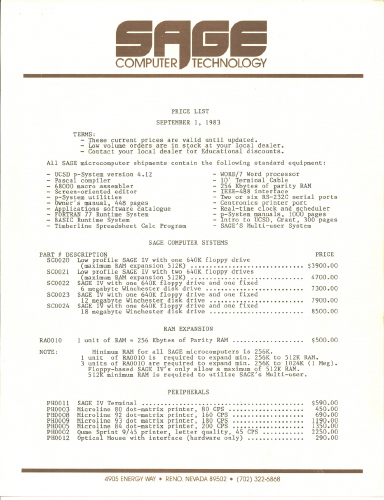 SAGE
COMPUTER TECHNOLOGY
PRICE LIST
SEPTEMBER 1, 1983
TERMS:
- These current prices are valid until updates.
- Low volume orders are in stock at your local dealer.
- Contact your local dealer for Educational discounts.
All SAGE microcomputer shipments contain the following standard equipment:
- UCSD p-System version 4.12 - WORD/7 Word processor
- Pascal compiler - 10' Terminal Cable
- 68000 macro assembler - 256 Kbytes of parity RAM
- Screen-oriented editor - IEEE-488 interface
- p-System utilities - Two or six RS-232C serial ports
- Owner's manual, 448 pages - Centronics printer port
- Applications software catalogue - Real-time clock and scheduler
- FORTRAN 77 Runtime System - p-System manuals, 1000 pages
- BASIC Runtime System - Intro to UCSD, Grant, 300 pages
- Timberline Spreadsheet Calc Program - SAGE'S Multi-user System
SAGE COMPUTER SYSTEMS
PART # DESCRIPTION PRICE
SC0020 Low profile SAGE IV with one 640K floppy drive
(maximum RAM expansion 512K) .......................... $3900.00
SC0021 Low profile SAGE IV with two 640K floppy drives
(maximum RAM expansion 512K) .......................... 4700.00
SC0022 SAGE IV with one 640K floppy drive and one fixed
6 megabyte Winchester disk drive ...................... 7300.00
SC0023 SAGE IV with one 640K floppy drive and one fixed
12 megabyte Winchester disk drive ..................... 7900.00
SC0024 SAGE IV with one 640K floppy drive and one fixed
18 megabyte Winchester disk drive ..................... 8500.00
RAM EXPANSION
RA0010 1 unit of RAM = 256 Kbytes of Parity RAM ................ $500.00
NOTE: Minimum RAM for all SAGE microcomputers is 256K.
1 unit of RA0010 is required to expand min. 256K to 512K RAM.
3 units of RA0010 are required to expand min. 256K to 1024K (1 Meg).
Floppy-based SAGE IV's only allow a maximum of 512K RAM.
512K minimum RAM is required to utilize SAGE's Multi-user.
PERIPHERALS
PH0011 SAGE IV Terminal ........................................ $590.00
PH0003 Microline 80 dot-matrix printer, 80 CPS ................. 450.00
PH0008 Microline 92 dot-matrix printer, 160 CPS ................ 690.00
PH0009 Microline 93 dot-matrix printer, 180 CPS ................ 1190.00
PH0005 Microline 84 dot-matrix printer, 200 CPS ................ 1350.00
PH0002 Qume Sprint 9/45 printer, letter quality, 45 CPS ........ 2250.00
PH0012 Optical Mouse with interface (hardware only) ............ 290.00
4905 ENERGY WAY • RENO, NEVADA 89502 • (702) 322-6868